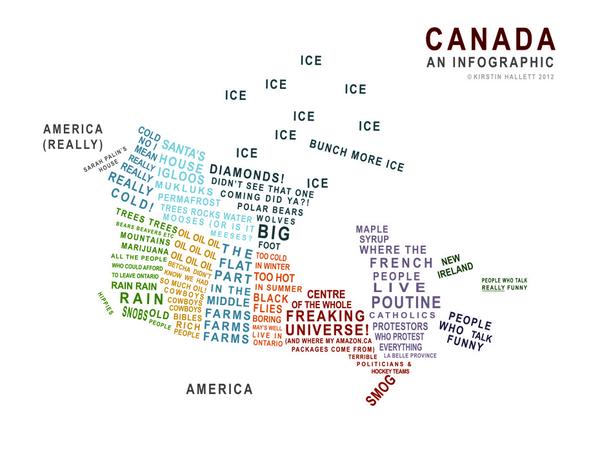 CANADA
AN INFOGRAPHIC
© KIRSTIN HALLETT 2012
ICE
ICE
ICE
ICE
ICE
ICE
ICE
ICE
BUNCH MORE ICE
ICE
AMERICA
(REALLY)
SARAH PALIN'S
HOUSE
COLD
NO I
MEAN
REALLY
REALLY
REALLY
COLD!
SANTA'S
HOUSE
IGLOOS
MUKLUKS
PERMAFROST
TREES ROCKS WATER
MOOSES (OR IS IT
MEESES?
DIAMONDS!
DIDN'T SEE THAT ONE
COMING DID YA?!
POLAR BEARS
WOLVES
BIG
FOOT
TREES TREES
BEARS BEAVERS ETC
MOUNTAINS
MARIJUANA
ALL THE PEOPLE
WHO COULD AFFORD
TO LEAVE ONTARIO
RAIN RAIN
RAIN
SNOBS OLD
PEOPLE
HIPPIES
OIL OIL OIL
OIL OIL OIL
OIL OIL OIL
BETCHA DIDN'T
KNOW WE HAD
SO MUCH OIL!
COWBOYS
COWBOYS
COWBOYS
BIBLES
RICH
PEOPLE
THE
FLAT
PART
IN THE
MIDDLE
FARMS
FARMS
FARMS
TOO COLD
IN WINTER
TOO HOT
IN SUMMER
BLACK
FLIES
BORING
MAY'S WELL
LIVE IN
ONTARIO
CENTRE
OF THE WHOLE
FREAKING
UNIVERSE!
(AND WHERE MY AMAZON.CA
PACKAGES COME FROM)
TERRIBLE
POLITICIANS &
HOCKEY TEAMS
SMOG
MAPLE
SYRUP
WHERE THE
FRENCH
PEOPLE
LIVE
POUTINE
CATHOLICS
PROTESTORS
WHO PROTEST
EVERYTHING
LA BELLE PROVINCE
NEW
IRELAND
PEOPLE WHO TALK
REALLY FUNNY
PEOPLE
WHO TALK
FUNNY
AMERICA